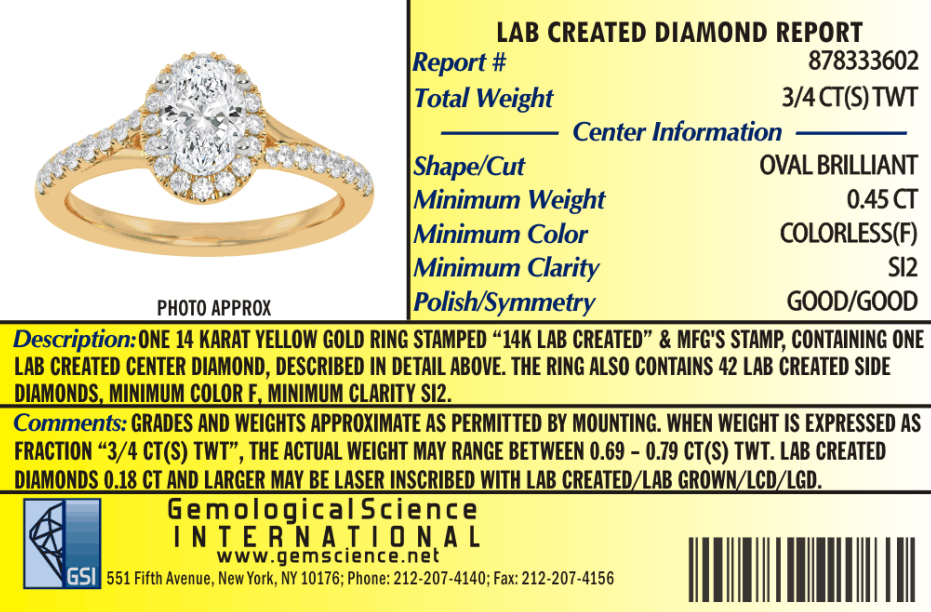 LAB CREATED DIAMOND REPORT
Report # 878333602
Total Weight 3/4 CT(S) TWT
Center Information
Shape/Cut OVAL BRILLIANT
Minimum Weight 0.45 CT
Minimum Color COLORLESS(F)
Minimum Clarity SI2
Polish/Symmetry GOOD/GOOD
PHOTO APPROX
Description: ONE 14 KARAT YELLOW GOLD RING STAMPED “14K LAB CREATED” & MFG'S STAMP, CONTAINING ONE
LAB CREATED CENTER DIAMOND, DESCRIBED IN DETAIL ABOVE. THE RING ALSO CONTAINS 42 LAB CREATED SIDE
DIAMONDS, MINIMUM COLOR F, MINIMUM CLARITY SI2.
Comments: GRADES AND WEIGHTS APPROXIMATE AS PERMITTED BY MOUNTING. WHEN WEIGHT IS EXPRESSED AS
FRACTION “3/4 CT(S) TWT”, THE ACTUAL WEIGHT MAY RANGE BETWEEN 0.69 – 0.79 CT(S) TWT. LAB CREATED
DIAMONDS 0.18 CT AND LARGER MAY BE LASER INSCRIBED WITH LAB CREATED/LAB GROWN/LCD/LGD.
GemologicalScience
INTERNATIONAL
www.gemscience.net
GSI 551 Fifth Avenue, New York, NY 10176; Phone: 212-207-4140; Fax: 212-207-4156